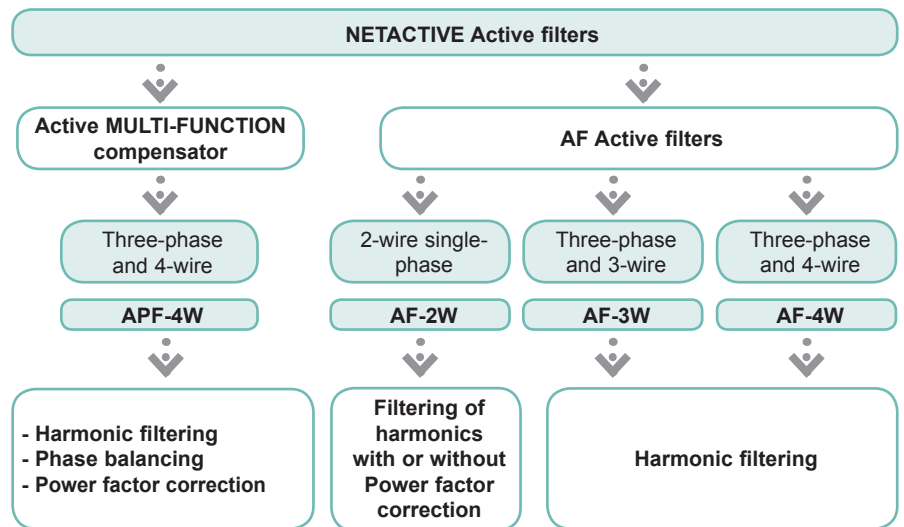 NETACTIVE Active filters
Active MULTI-FUNCTION
compensator
AF Active filters
Three-phase
and 4-wire
2-wire single-
phase
Three-phase
and 3-wire
Three-phase
and 4-wire
APF-4W
AF-2W
AF-3W
AF-4W
- Harmonic filtering
- Phase balancing
- Power factor correction
Filtering of
harmonics
with or without
Power factor
correction
Harmonic filtering